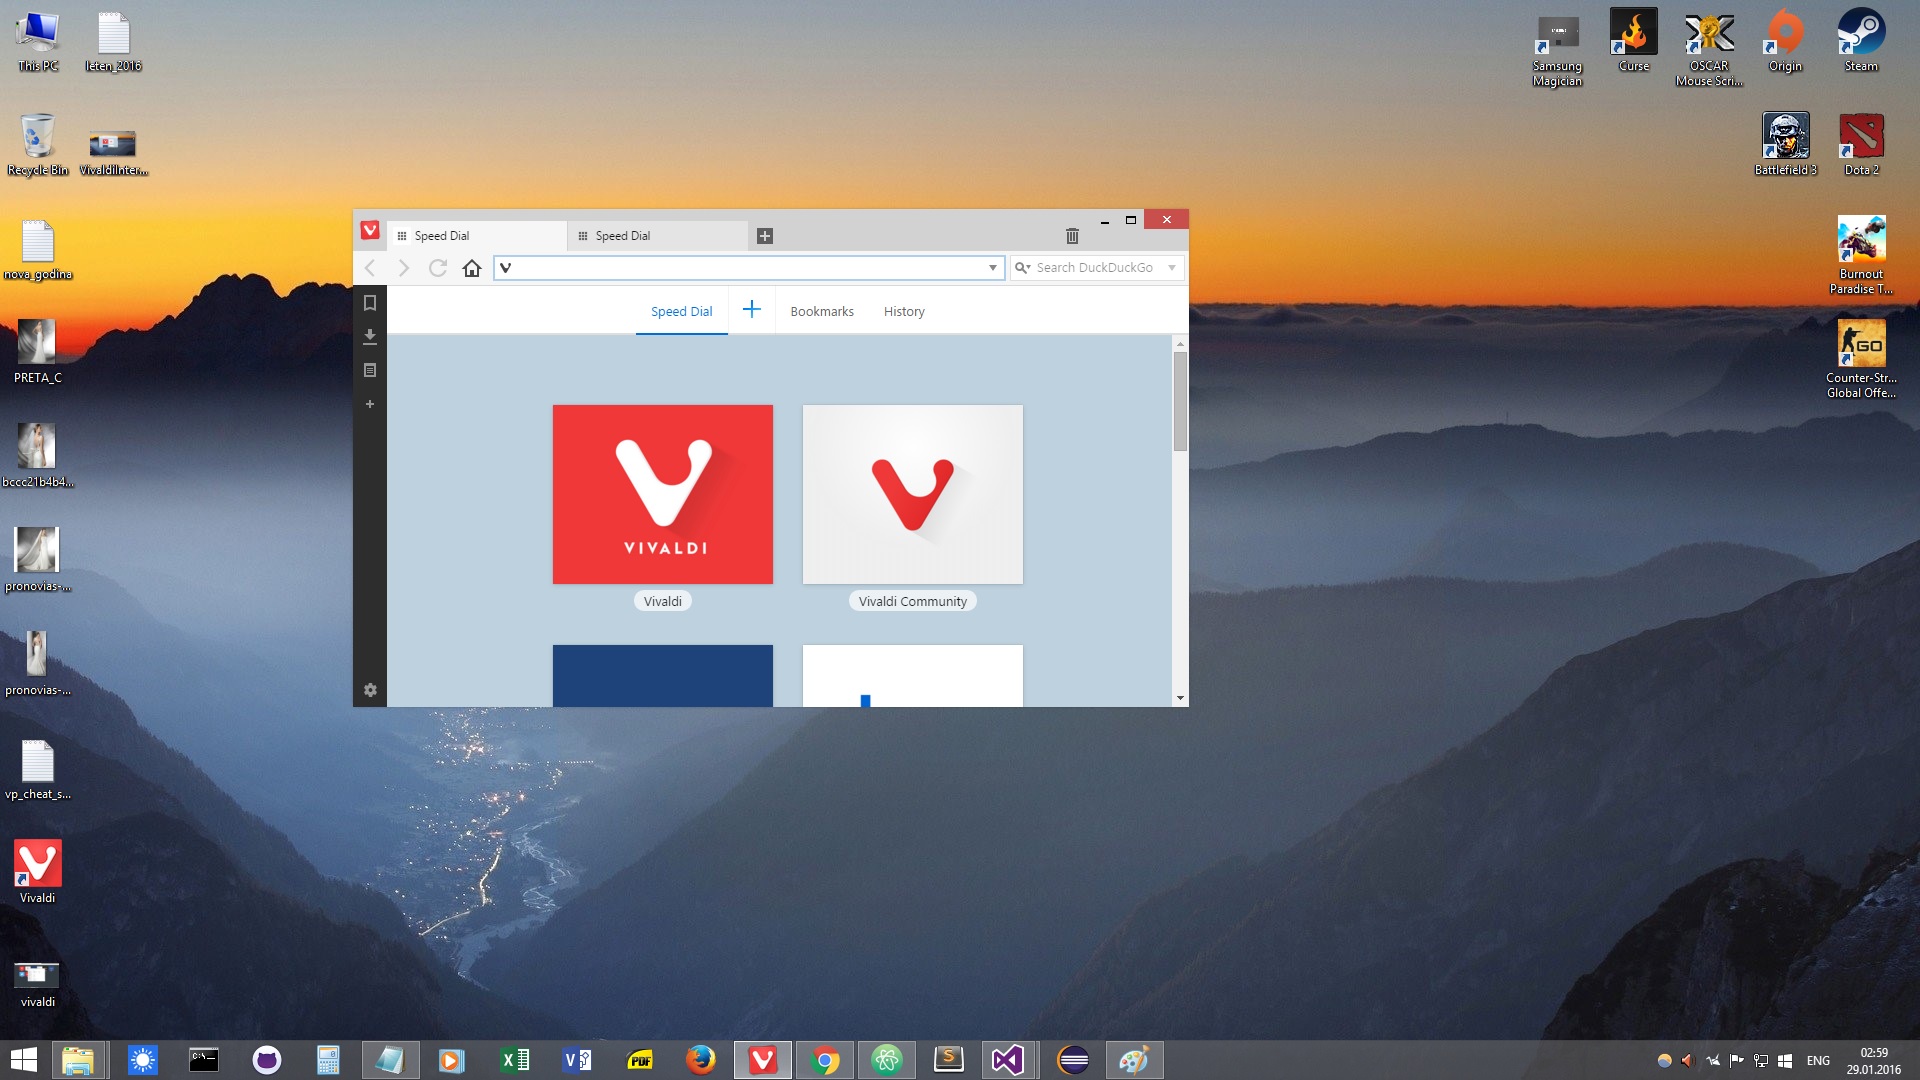 This PC
leten_2016
Recycle Bin
VivaldiInter...
nova_godina
PRETA_C
bccc21b4b4...
pronovias-...
pronovias-...
vp_cheat_s...
Vivaldi
vivaldi
Samsung
Magician
Curse
OSCAR
Mouse Scri...
Origin
Steam
Battlefield 3
Dota 2
Burnout
Paradise T...
GO
Counter-Str...
Global Offe...
Speed Dial
Speed Dial
Search DuckDuckGo
Speed Dial
Bookmarks
History
VIVALDI
Vivaldi
Vivaldi Community
C:\_
PDF
S
ENG
02:59
29.01.2016